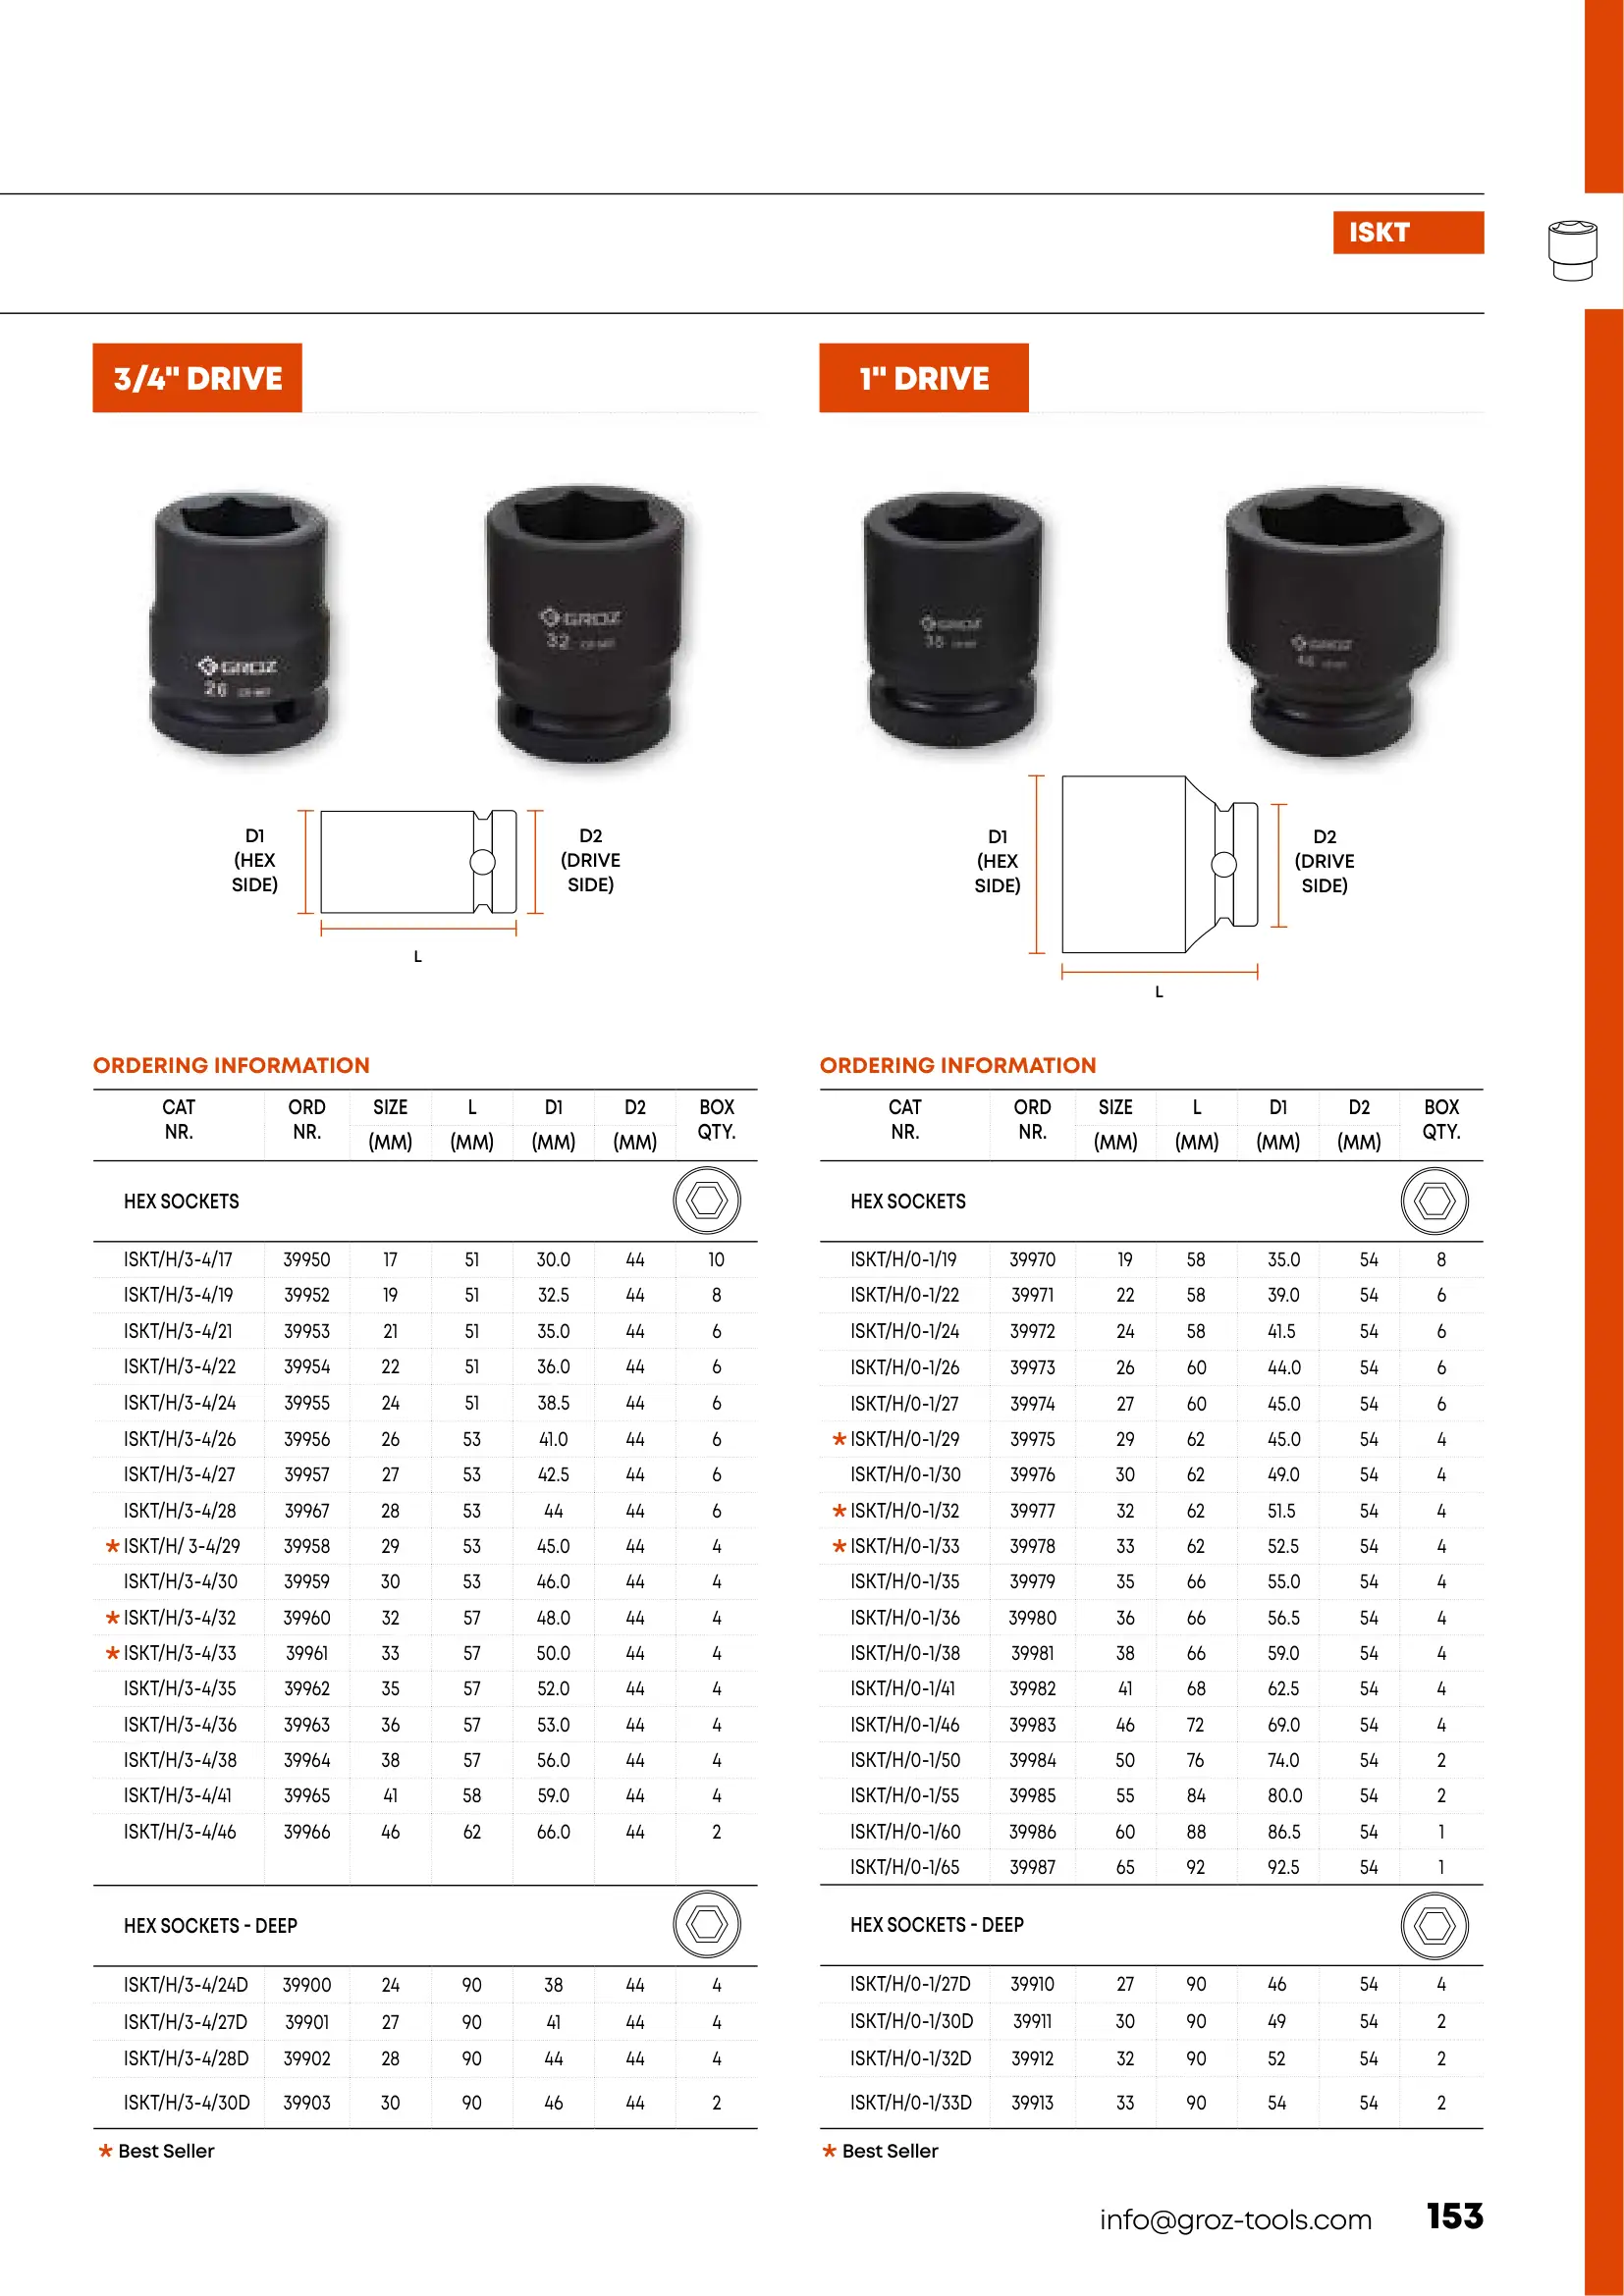 ISKT
3/4" DRIVE
GROZ
26
GROZ
32
D1
(HEX
SIDE)
D2
(DRIVE
SIDE)
L
ORDERING INFORMATION
CAT NR. ORD NR. SIZE (MM) L (MM) D1 (MM) D2 (MM) BOX QTY.
HEX SOCKETS
ISKT/H/3-4/17 39950 17 51 30.0 44 10
ISKT/H/3-4/19 39952 19 51 32.5 44 8
ISKT/H/3-4/21 39953 21 51 35.0 44 6
ISKT/H/3-4/22 39954 22 51 36.0 44 6
ISKT/H/3-4/24 39955 24 51 38.5 44 6
ISKT/H/3-4/26 39956 26 53 41.0 44 6
ISKT/H/3-4/27 39957 27 53 42.5 44 6
ISKT/H/3-4/28 39967 28 53 44 44 6
* ISKT/H/ 3-4/29 39958 29 53 45.0 44 4
ISKT/H/3-4/30 39959 30 53 46.0 44 4
* ISKT/H/3-4/32 39960 32 57 48.0 44 4
* ISKT/H/3-4/33 39961 33 57 50.0 44 4
ISKT/H/3-4/35 39962 35 57 52.0 44 4
ISKT/H/3-4/36 39963 36 57 53.0 44 4
ISKT/H/3-4/38 39964 38 57 56.0 44 4
ISKT/H/3-4/41 39965 41 58 59.0 44 4
ISKT/H/3-4/46 39966 46 62 66.0 44 2
HEX SOCKETS - DEEP
ISKT/H/3-4/24D 39900 24 90 38 44 4
ISKT/H/3-4/27D 39901 27 90 41 44 4
ISKT/H/3-4/28D 39902 28 90 44 44 4
ISKT/H/3-4/30D 39903 30 90 46 44 2
* Best Seller
1" DRIVE
GROZ
GROZ
D1
(HEX
SIDE)
D2
(DRIVE
SIDE)
L
ORDERING INFORMATION
CAT NR. ORD NR. SIZE (MM) L (MM) D1 (MM) D2 (MM) BOX QTY.
HEX SOCKETS
ISKT/H/0-1/19 39970 19 58 35.0 54 8
ISKT/H/0-1/22 39971 22 58 39.0 54 6
ISKT/H/0-1/24 39972 24 58 41.5 54 6
ISKT/H/0-1/26 39973 26 60 44.0 54 6
ISKT/H/0-1/27 39974 27 60 45.0 54 6
* ISKT/H/0-1/29 39975 29 62 45.0 54 4
ISKT/H/0-1/30 39976 30 62 49.0 54 4
* ISKT/H/0-1/32 39977 32 62 51.5 54 4
* ISKT/H/0-1/33 39978 33 62 52.5 54 4
ISKT/H/0-1/35 39979 35 66 55.0 54 4
ISKT/H/0-1/36 39980 36 66 56.5 54 4
ISKT/H/0-1/38 39981 38 66 59.0 54 4
ISKT/H/0-1/41 39982 41 68 62.5 54 4
ISKT/H/0-1/46 39983 46 72 69.0 54 4
ISKT/H/0-1/50 39984 50 76 74.0 54 2
ISKT/H/0-1/55 39985 55 84 80.0 54 2
ISKT/H/0-1/60 39986 60 88 86.5 54 1
ISKT/H/0-1/65 39987 65 92 92.5 54 1
HEX SOCKETS - DEEP
ISKT/H/0-1/27D 39910 27 90 46 54 4
ISKT/H/0-1/30D 39911 30 90 49 54 2
ISKT/H/0-1/32D 39912 32 90 52 54 2
ISKT/H/0-1/33D 39913 33 90 54 54 2
* Best Seller
info@groz-tools.com 153